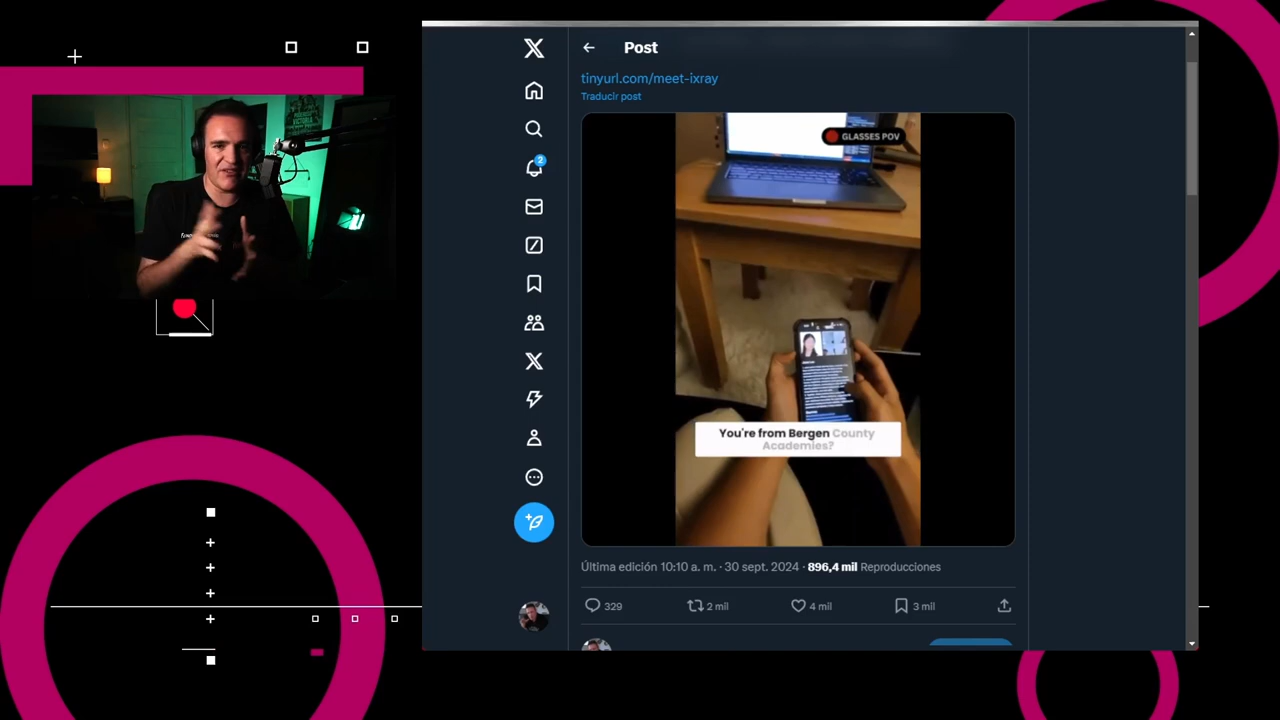 Post
tinyurl.com/meet-ixray
Traducir post
GLASSES POV
2
You're from Bergen County
Academies?
Última edición 10:10 a. m. · 30 sept. 2024 · 896,4 mil Reproducciones
329
2 mil
4 mil
3 mil